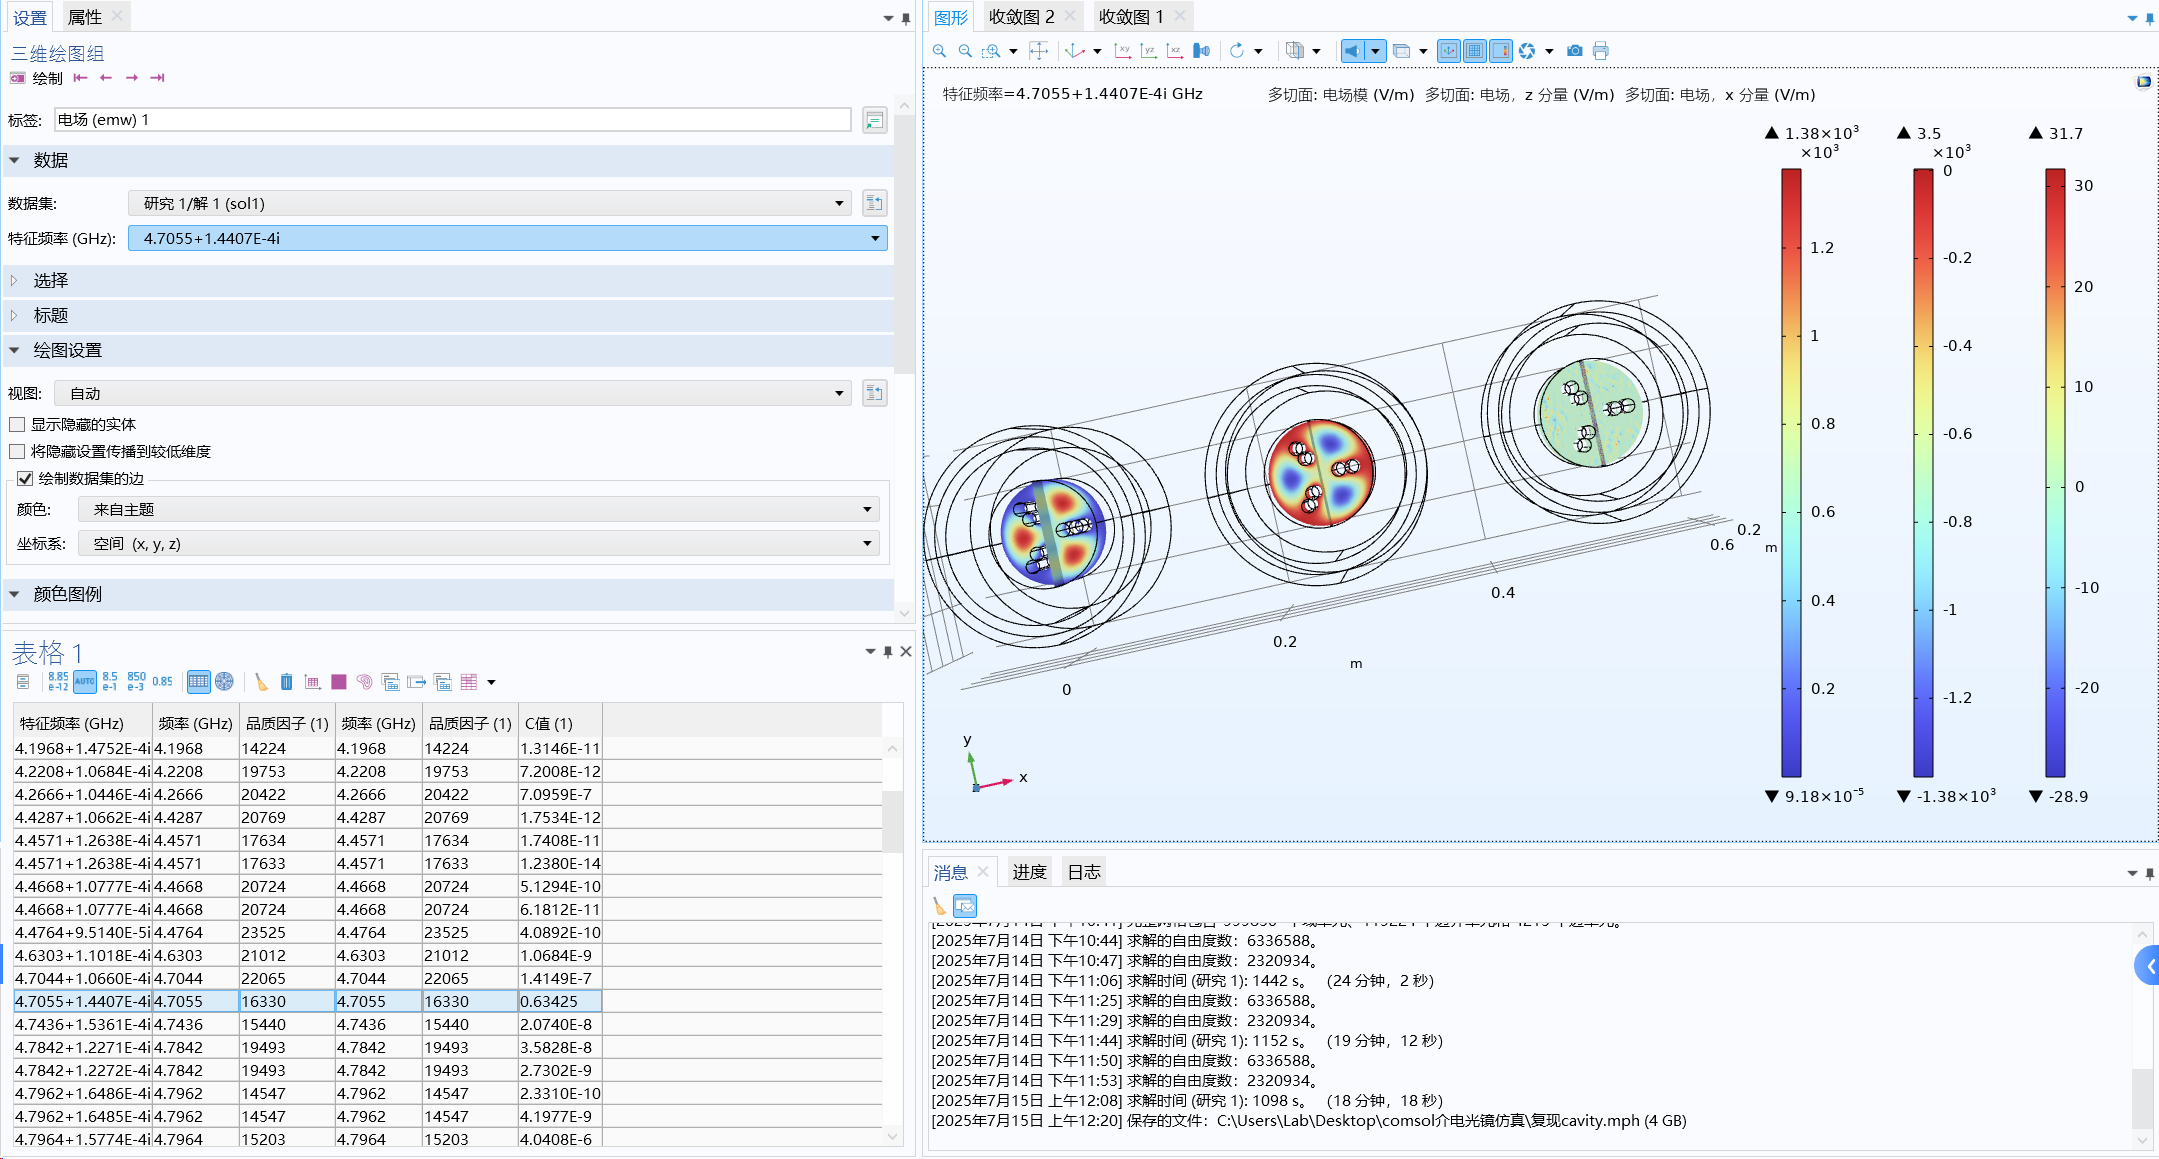 设置
属性
三维绘图组
绘制
标签:
电场 (emw) 1
数据
数据集:
研究 1/解 1 (sol1)
特征频率 (GHz):
4.7055+1.4407E-4i
选择
标题
绘图设置
视图:
自动
显示隐藏的实体
将隐藏设置传播到较低维度
绘制数据集的边
颜色:
来自主题
坐标系:
空间 (x, y, z)
颜色图例
表格 1
8.85 e-12
AUTO
8.5 e-1
850 e-3
0.85
特征频率 (GHz) 频率 (GHz) 品质因子 (1) 频率 (GHz) 品质因子 (1) C值 (1)
4.1968+1.4752E-4i 4.1968 14224 4.1968 14224 1.3146E-11
4.2208+1.0684E-4i 4.2208 19753 4.2208 19753 7.2008E-12
4.2666+1.0446E-4i 4.2666 20422 4.2666 20422 7.0959E-7
4.4287+1.0662E-4i 4.4287 20769 4.4287 20769 1.7534E-12
4.4571+1.2638E-4i 4.4571 17634 4.4571 17634 1.7408E-11
4.4571+1.2638E-4i 4.4571 17633 4.4571 17633 1.2380E-14
4.4668+1.0777E-4i 4.4668 20724 4.4668 20724 5.1294E-10
4.4668+1.0777E-4i 4.4668 20724 4.4668 20724 6.1812E-11
4.4764+9.5140E-5i 4.4764 23525 4.4764 23525 4.0892E-10
4.6303+1.1018E-4i 4.6303 21012 4.6303 21012 1.0684E-9
4.7044+1.0660E-4i 4.7044 22065 4.7044 22065 1.4149E-7
4.7055+1.4407E-4i 4.7055 16330 4.7055 16330 0.63425
4.7436+1.5361E-4i 4.7436 15440 4.7436 15440 2.0740E-8
4.7842+1.2271E-4i 4.7842 19493 4.7842 19493 3.5828E-8
4.7842+1.2272E-4i 4.7842 19493 4.7842 19493 2.7302E-9
4.7962+1.6486E-4i 4.7962 14547 4.7962 14547 2.3310E-10
4.7962+1.6485E-4i 4.7962 14547 4.7962 14547 4.1977E-9
4.7964+1.5774E-4i 4.7964 15203 4.7964 15203 4.0408E-6
图形
收敛图 2
收敛图 1
特征频率=4.7055+1.4407E-4i GHz
多切面: 电场模 (V/m) 多切面: 电场, z 分量 (V/m) 多切面: 电场, x 分量 (V/m)
▲ 1.38×10³
×10³
1.2
1
0.8
0.6
0.4
0.2
▼ 9.18×10⁻⁵
▲ 3.5
×10³
0
-0.2
-0.4
-0.6
-0.8
-1
-1.2
▼ -1.38×10³
▲ 31.7
30
20
10
0
-10
-20
▼ -28.9
0.2
m
0.6
0.4
0.2
m
0
y
x
消息
进度
日志
[2025年7月14日 下午10:44] 求解的自由度数：6336588。
[2025年7月14日 下午10:47] 求解的自由度数：2320934。
[2025年7月14日 下午11:06] 求解时间 (研究 1): 1442 s。 (24 分钟，2 秒)
[2025年7月14日 下午11:25] 求解的自由度数：6336588。
[2025年7月14日 下午11:29] 求解的自由度数：2320934。
[2025年7月14日 下午11:44] 求解时间 (研究 1): 1152 s。 (19 分钟，12 秒)
[2025年7月14日 下午11:50] 求解的自由度数：6336588。
[2025年7月14日 下午11:53] 求解的自由度数：2320934。
[2025年7月15日 上午12:08] 求解时间 (研究 1): 1098 s。 (18 分钟，18 秒)
[2025年7月15日 上午12:20] 保存的文件：C:\Users\Lab\Desktop\comsol介电光镜仿真\复现cavity.mph (4 GB)